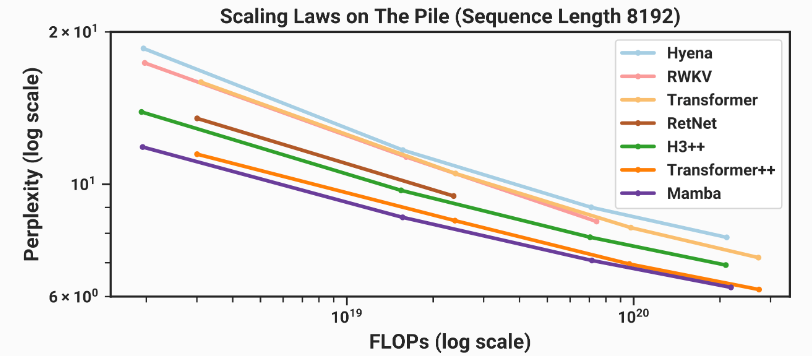 Scaling Laws on The Pile (Sequence Length 8192)
2 × 10¹
10¹
6 × 10⁰
Perplexity (log scale)
Hyena
RWKV
Transformer
RetNet
H3++
Transformer++
Mamba
10¹⁹
10²⁰
FLOPs (log scale)